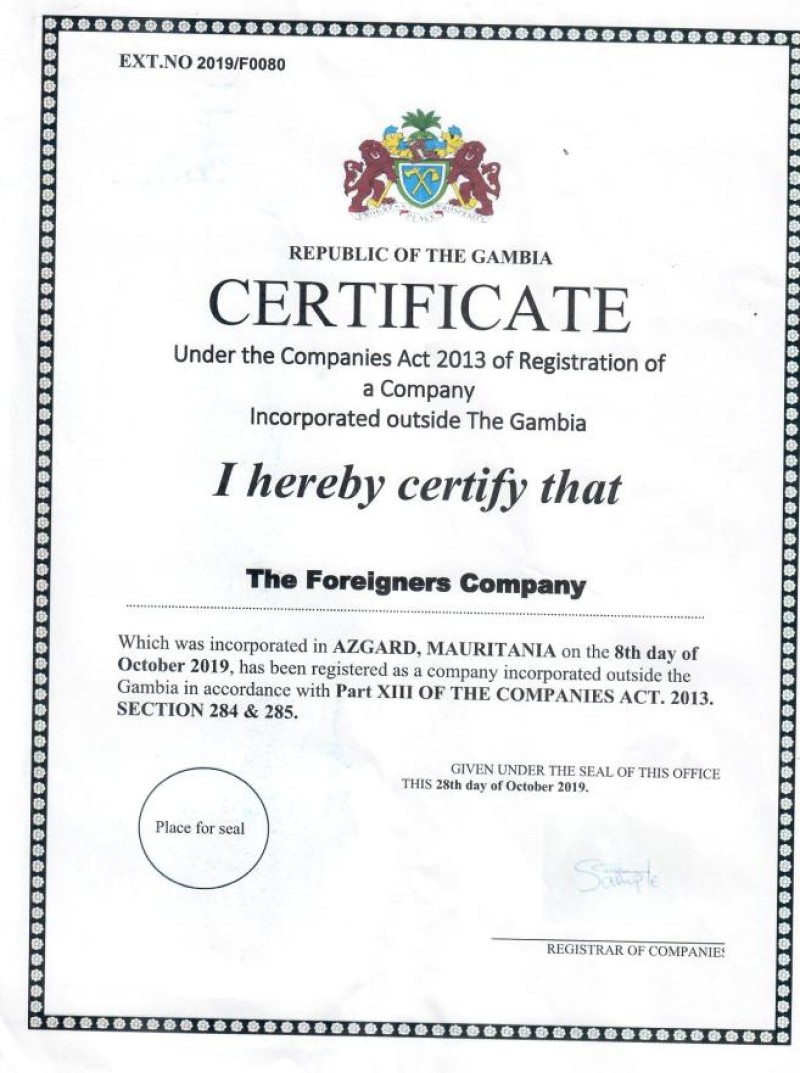 EXT.NO 2019/F0080
PROGRESS PEACE PROSPERITY
REPUBLIC OF THE GAMBIA
CERTIFICATE
Under the Companies Act 2013 of Registration of
a Company
Incorporated outside The Gambia
I hereby certify that
The Foreigners Company
Which was incorporated in AZGARD, MAURITANIA on the 8th day of
October 2019, has been registered as a company incorporated outside the
Gambia in accordance with Part XIII OF THE COMPANIES ACT. 2013.
SECTION 284 & 285.
GIVEN UNDER THE SEAL OF THIS OFFICE
THIS 28th day of October 2019.
Place for seal
Sample
REGISTRAR OF COMPANIES